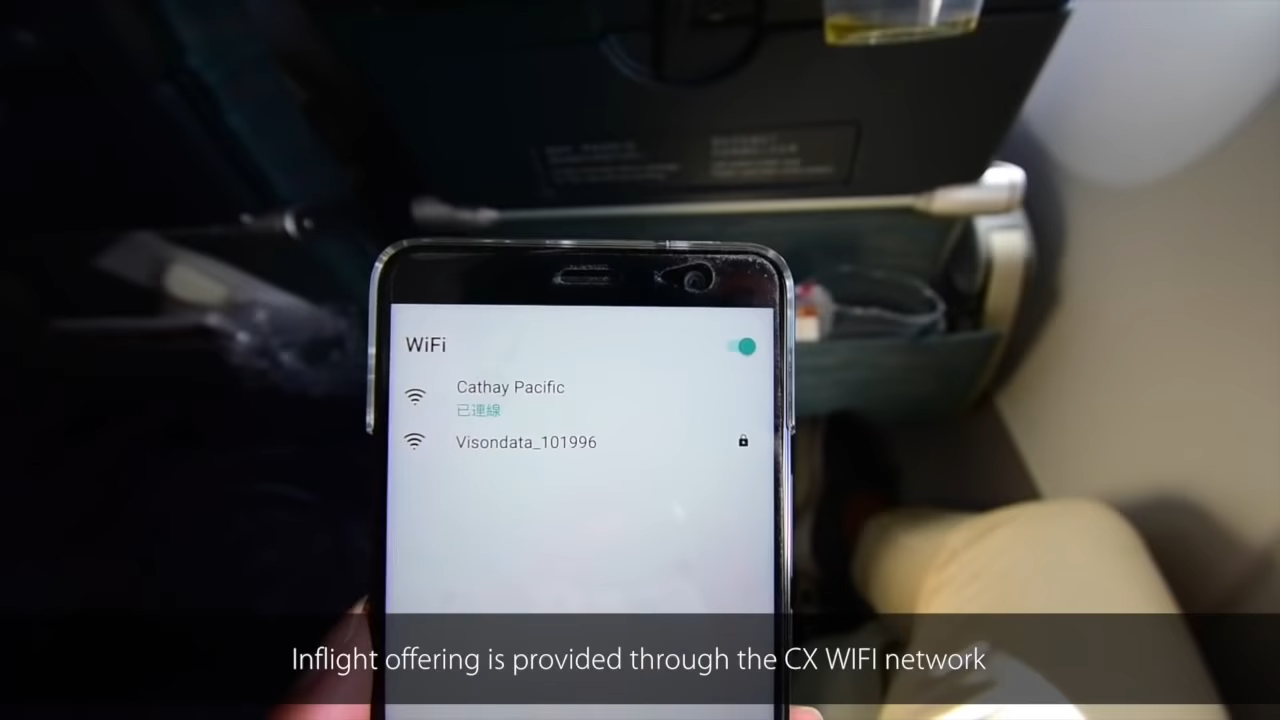 WiFi
Cathay Pacific
已連線
Visondata_101996
Inflight offering is provided through the CX WIFI network